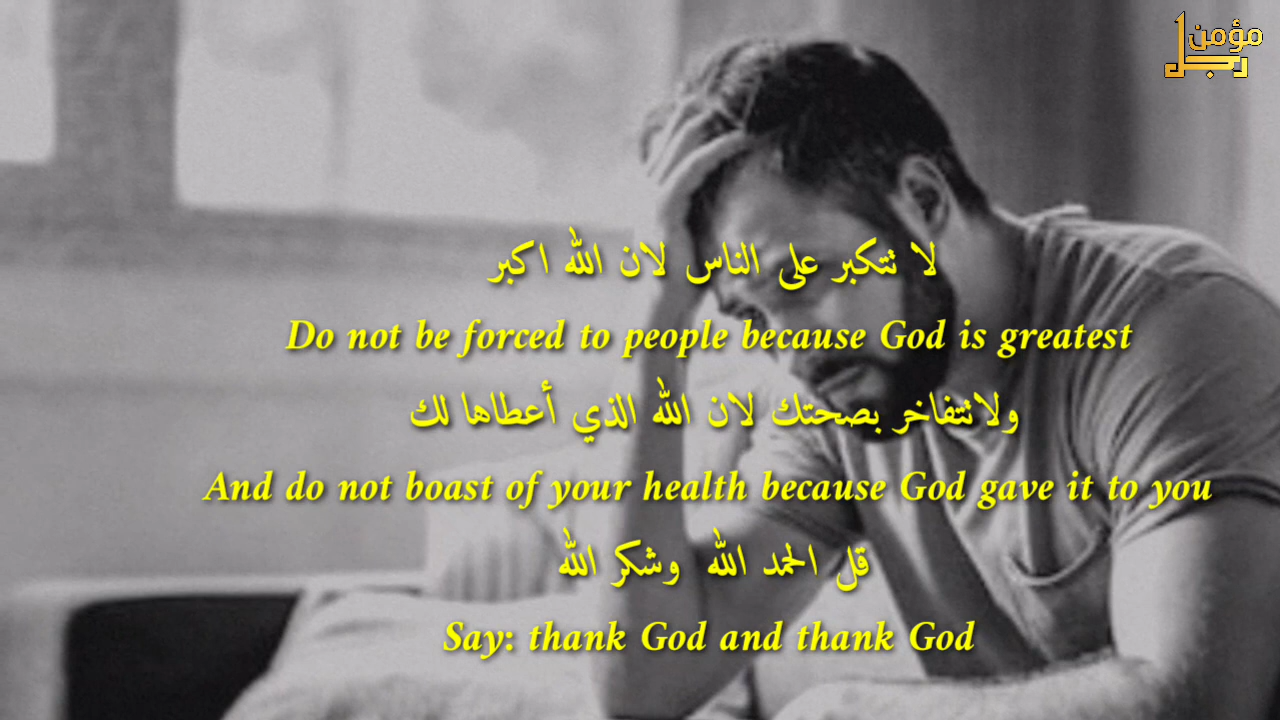 مؤمن
رجل
لا تتكبر على الناس لان الله اكبر
Do not be forced to people because God is greatest
ولاتتفاخر بصحتك لان الله الذي أعطاها لك
And do not boast of your health because God gave it to you
قل الحمد الله وشكر الله
Say: thank God and thank God